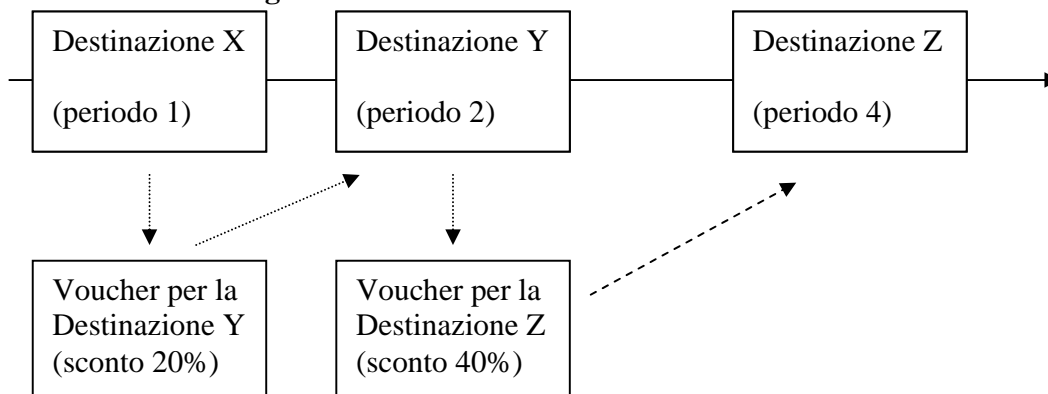 Destinazione X
(periodo 1)
Destinazione Y
(periodo 2)
Destinazione Z
(periodo 4)
Voucher per la
Destinazione Y
(sconto 20%)
Voucher per la
Destinazione Z
(sconto 40%)